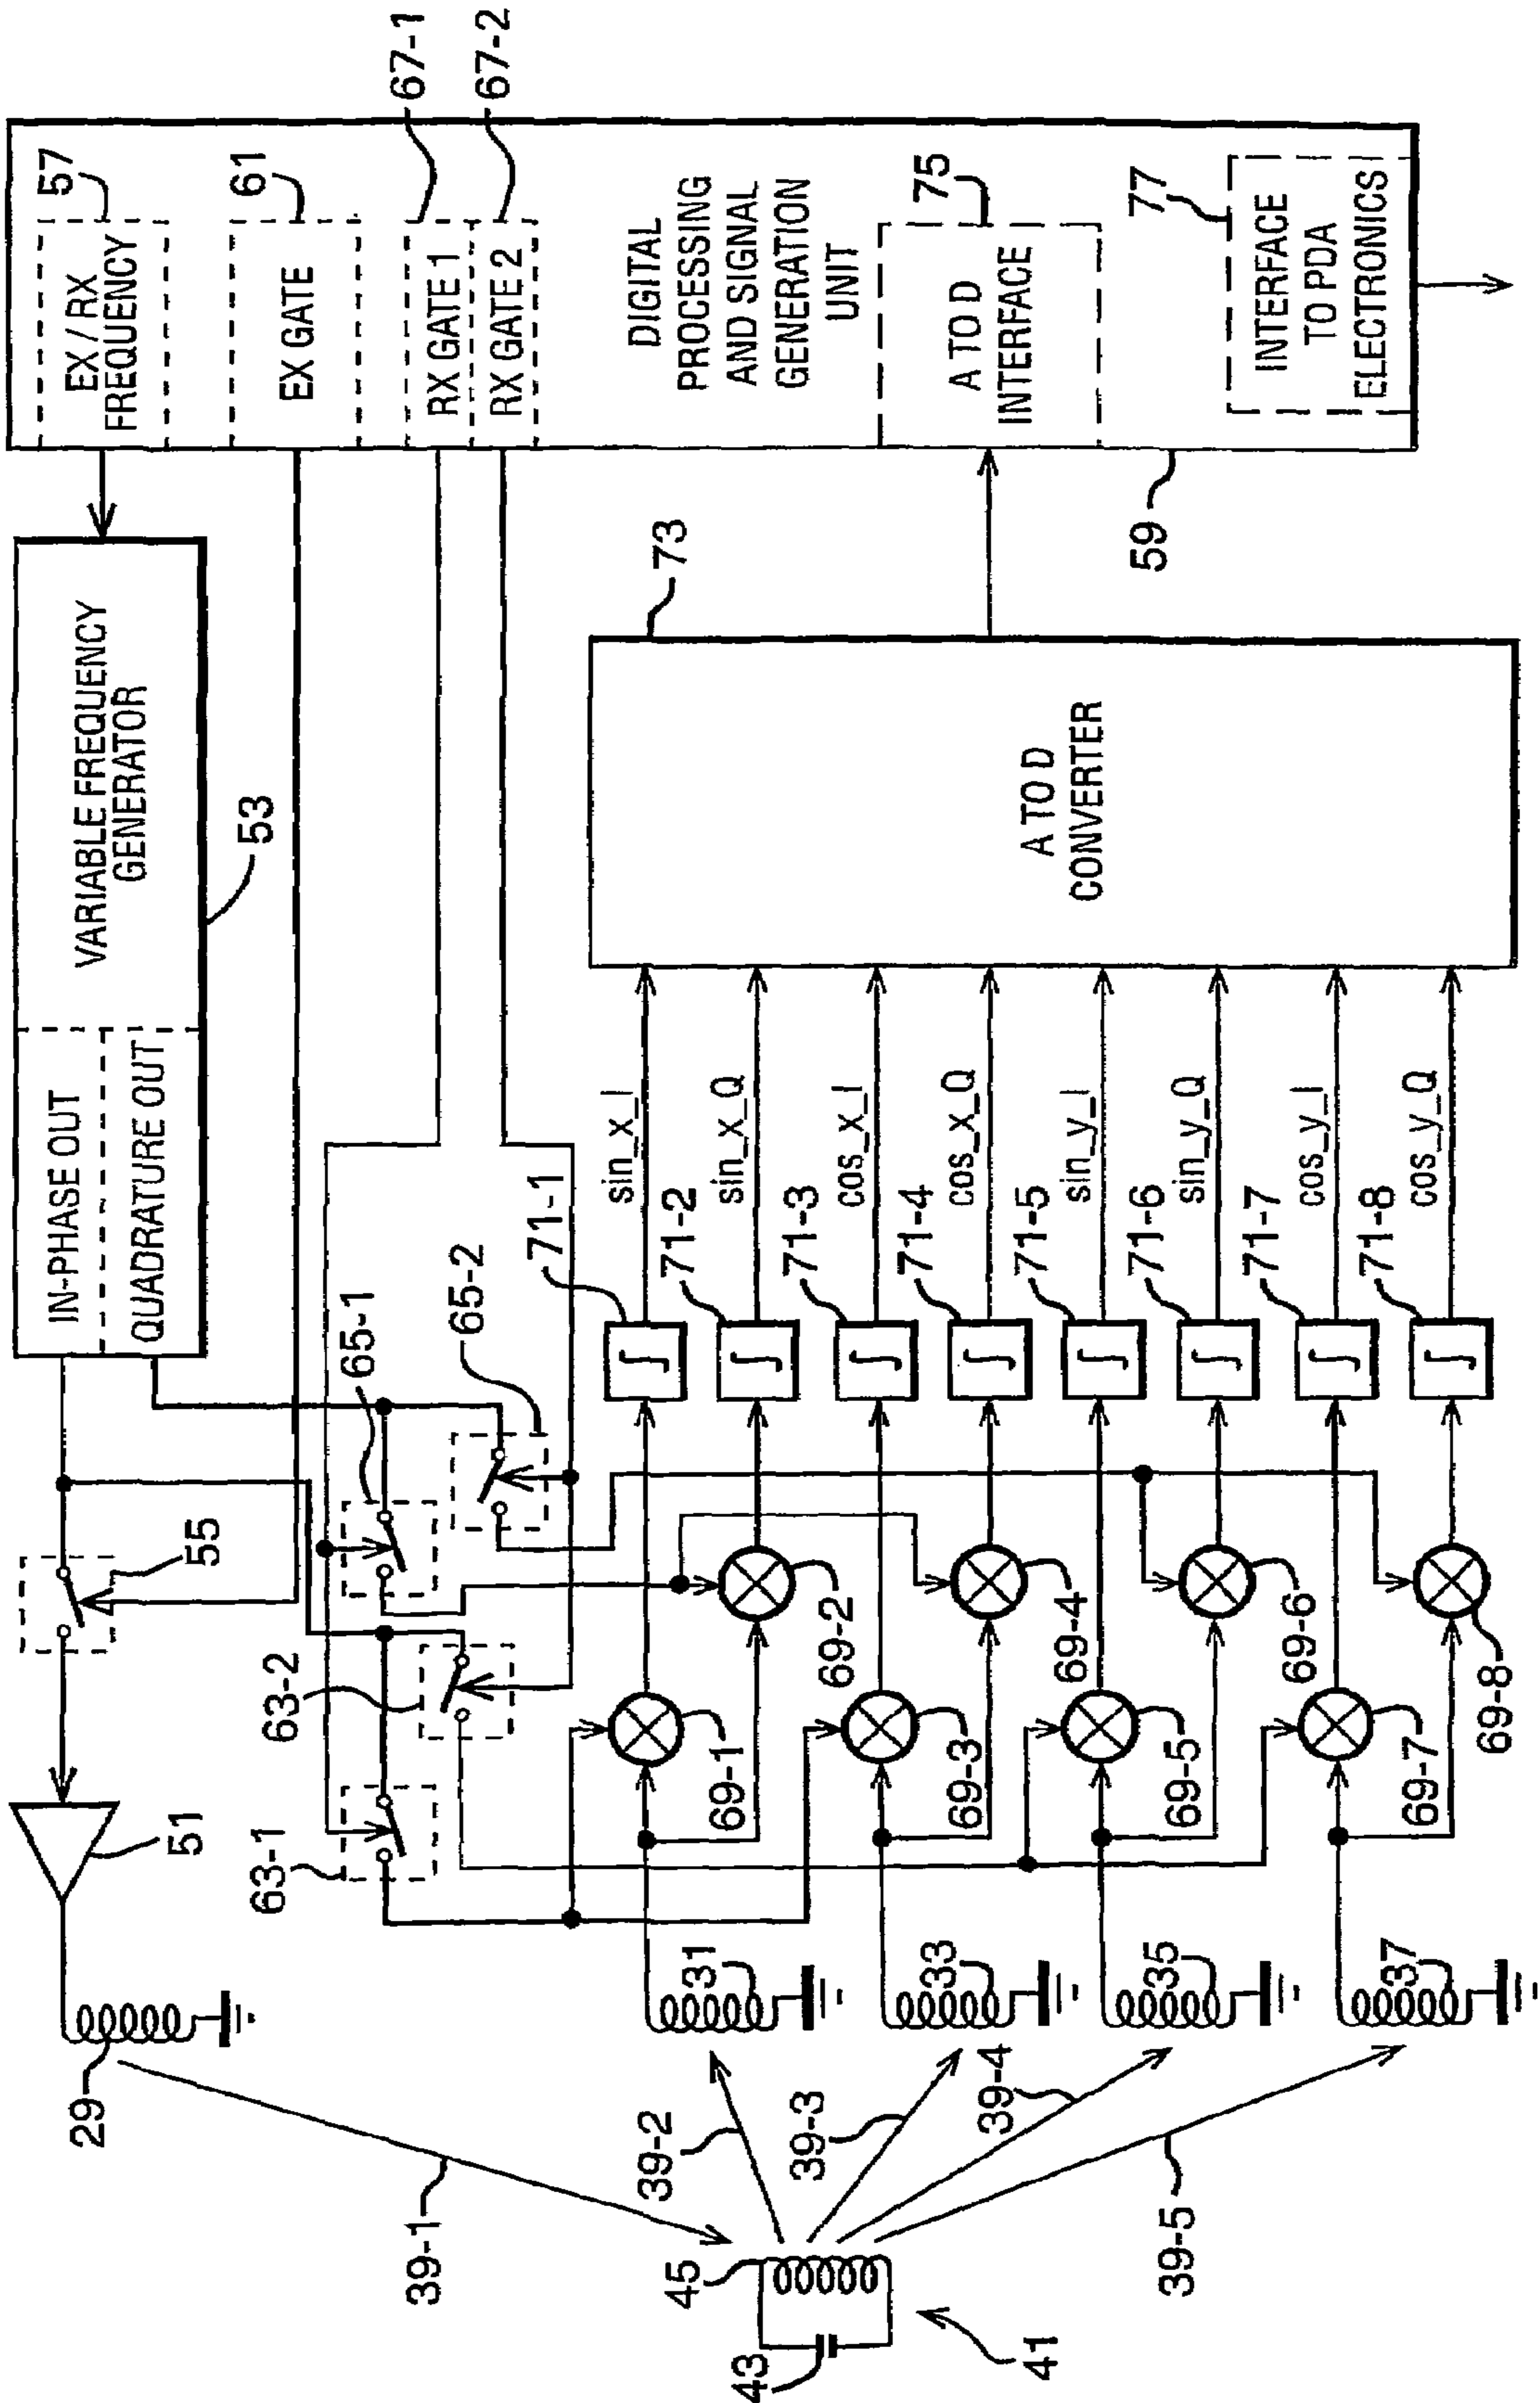 29
51
55
IN-PHASE OUT
QUADRATURE OUT
VARIABLE FREQUENCY
GENERATOR
53
EX / RX
FREQUENCY
57
EX GATE
61
RX GATE 1
67-1
RX GATE 2
67-2
DIGITAL
PROCESSING
AND SIGNAL
GENERATION
UNIT
A TO D
INTERFACE
75
INTERFACE
TO PDA
ELECTRONICS
77
59
39-1
63-1
63-2
65-1
65-2
45
43
41
39-2
39-3
39-4
39-5
31
33
35
37
69-1
69-2
69-3
69-4
69-5
69-6
69-7
69-8
71-1
71-2
71-3
71-4
71-5
71-6
71-7
71-8
∫
∫
∫
∫
∫
∫
∫
∫
sin_x_I
sin_x_Q
cos_x_I
cos_x_Q
sin_y_I
sin_y_Q
cos_y_I
cos_y_Q
A TO D
CONVERTER
73